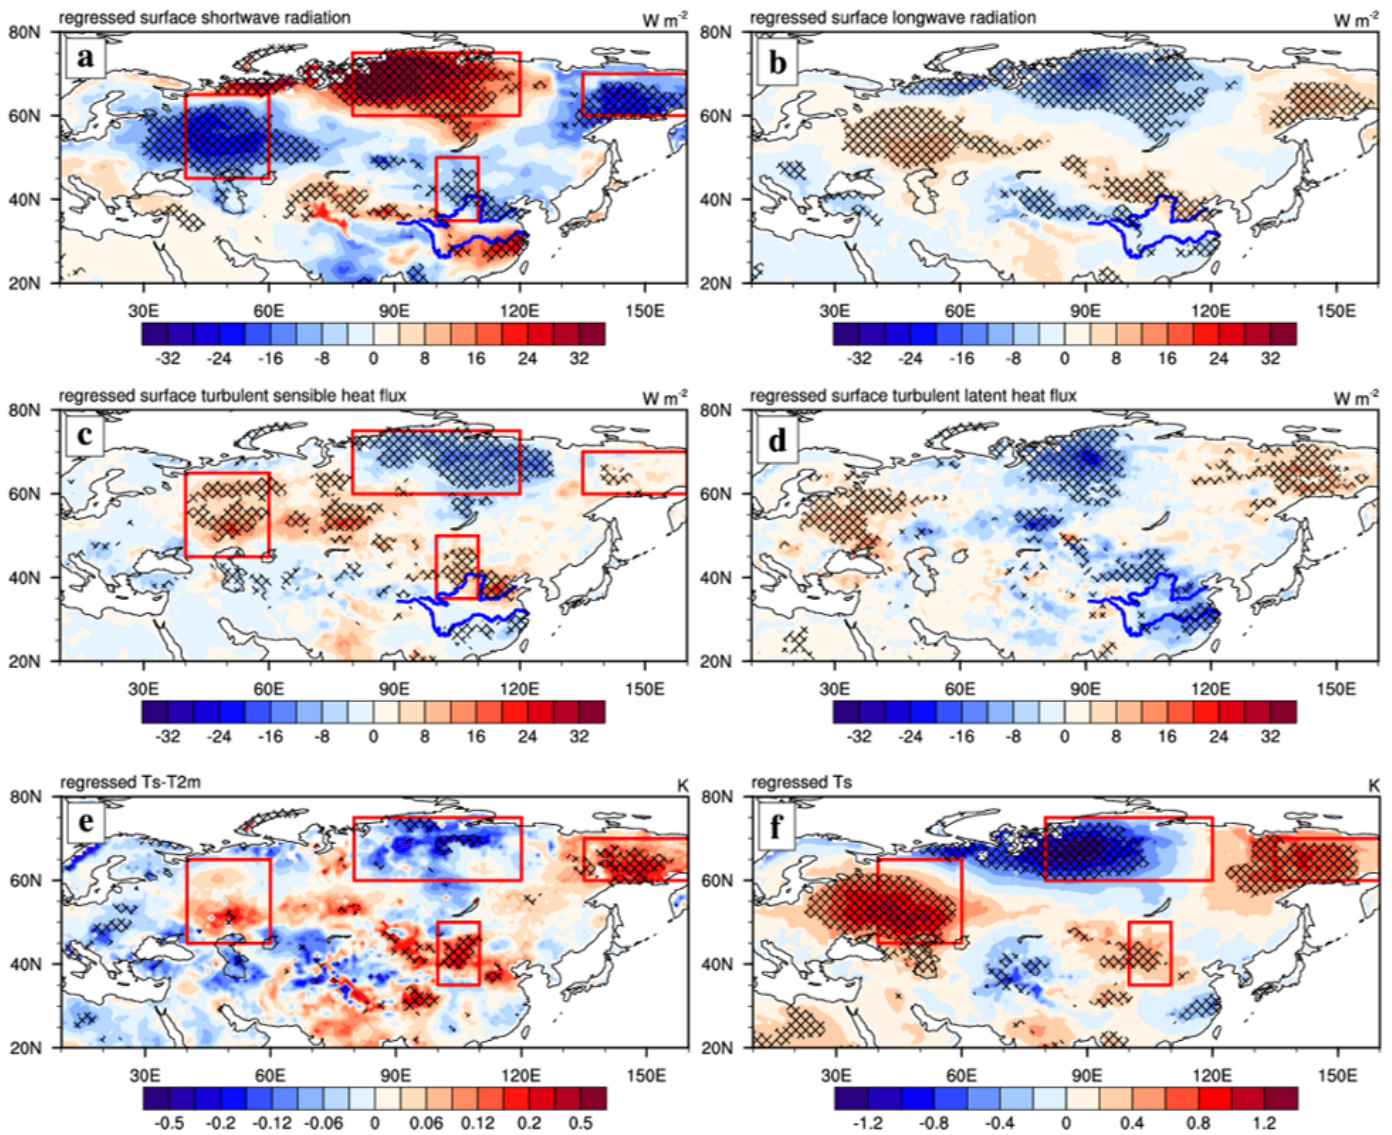 regressed surface shortwave radiation W m⁻² regressed surface longwave radiation W m⁻²
80N a 80N b
60N 60N
40N 40N
20N 20N
30E 60E 90E 120E 150E 30E 60E 90E 120E 150E
-32 -24 -16 -8 0 8 16 24 32 -32 -24 -16 -8 0 8 16 24 32
regressed surface turbulent sensible heat flux W m⁻² regressed surface turbulent latent heat flux W m⁻²
80N c 80N d
60N 60N
40N 40N
20N 20N
30E 60E 90E 120E 150E 30E 60E 90E 120E 150E
-32 -24 -16 -8 0 8 16 24 32 -32 -24 -16 -8 0 8 16 24 32
regressed Ts-T2m K regressed Ts K
80N e 80N f
60N 60N
40N 40N
20N 20N
30E 60E 90E 120E 150E 30E 60E 90E 120E 150E
-0.5 -0.2 -0.12 -0.06 0 0.06 0.12 0.2 0.5 -1.2 -0.8 -0.4 0 0.4 0.8 1.2